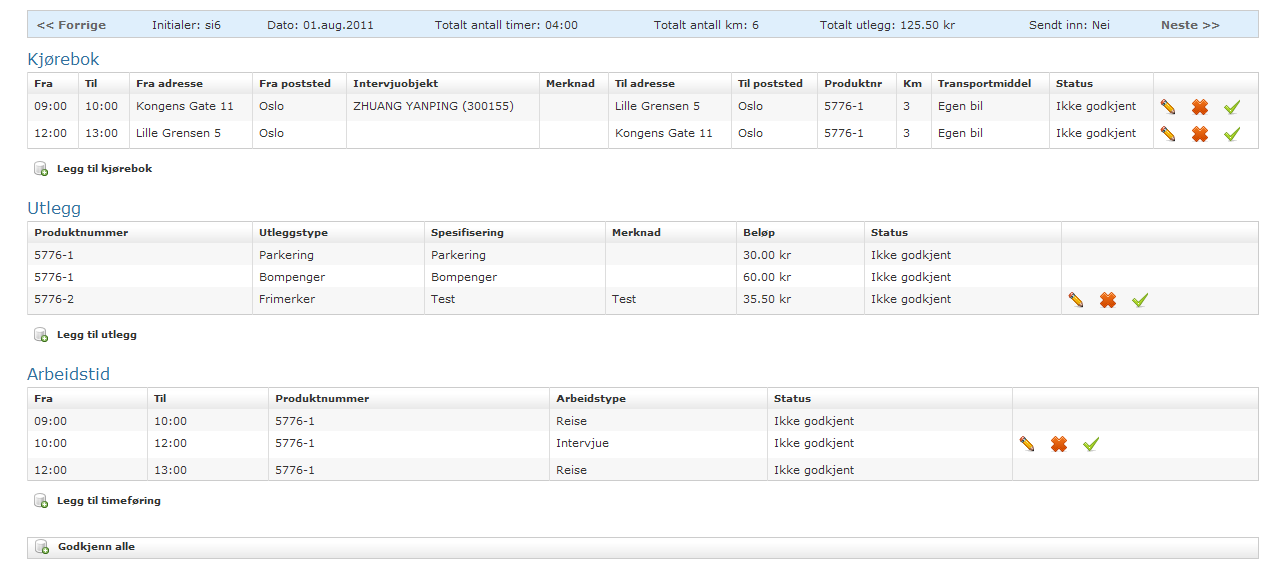 << Forrige Initialer: si6 Dato: 01.aug.2011 Totalt antall timer: 04:00 Totalt antall km: 6 Totalt utlegg: 125.50 kr Sendt inn: Nei Neste >>
Kjørebok
Fra Til Fra adresse Fra poststed Intervjuobjekt Merknad Til adresse Til poststed Produktnr Km Transportmiddel Status
09:00 10:00 Kongens Gate 11 Oslo ZHUANG YANPING (300155) Lille Grensen 5 Oslo 5776-1 3 Egen bil Ikke godkjent
12:00 13:00 Lille Grensen 5 Oslo Kongens Gate 11 Oslo 5776-1 3 Egen bil Ikke godkjent
Legg til kjørebok
Utlegg
Produktnummer Utleggstype Spesifisering Merknad Beløp Status
5776-1 Parkering Parkering 30.00 kr Ikke godkjent
5776-1 Bompenger Bompenger 60.00 kr Ikke godkjent
5776-2 Frimerker Test Test 35.50 kr Ikke godkjent
Legg til utlegg
Arbeidstid
Fra Til Produktnummer Arbeidstype Status
09:00 10:00 5776-1 Reise Ikke godkjent
10:00 12:00 5776-1 Intervjue Ikke godkjent
12:00 13:00 5776-1 Reise Ikke godkjent
Legg til timeføring
Godkjenn alle